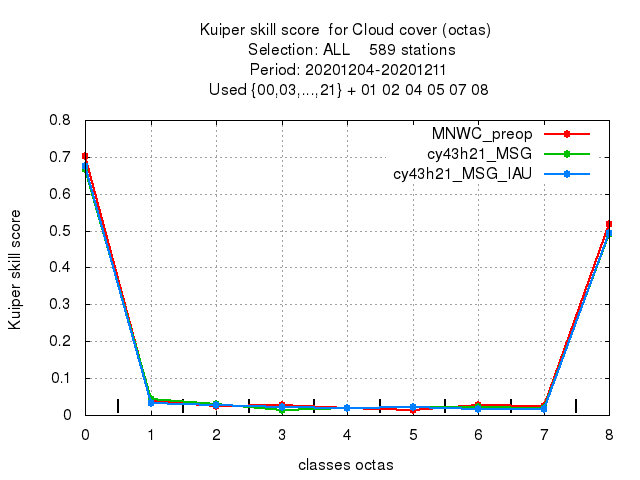 Kuiper skill score  for Cloud cover (octas)
Selection: ALL    589 stations
Period: 20201204-20201211
Used {00,03,...,21} + 01 02 04 05 07 08
MNWC_preop
cy43h21_MSG
cy43h21_MSG_IAU
Kuiper skill score
0.8
0.7
0.6
0.5
0.4
0.3
0.2
0.1
0
0 1 2 3 4 5 6 7 8
classes octas